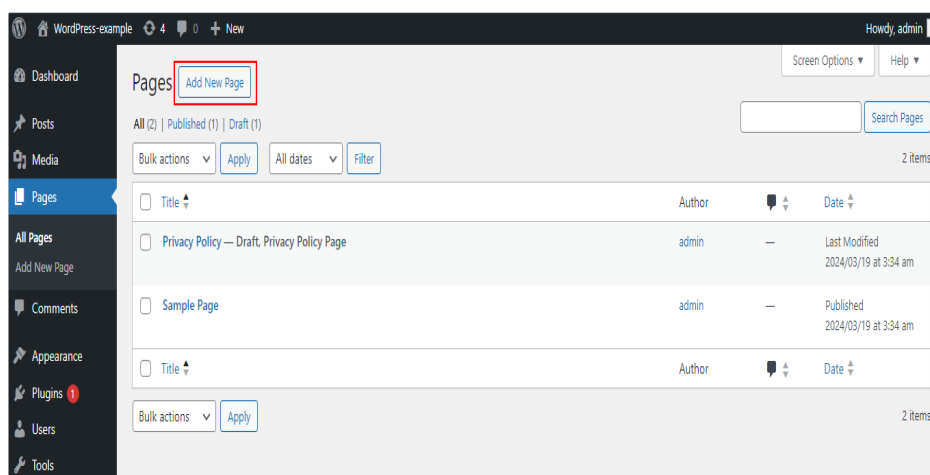 WordPress-example 4 0 + New Howdy, admin
Dashboard
Posts
Media
Pages
All Pages
Add New Page
Comments
Appearance
Plugins 1
Users
Tools
Screen Options ▼ Help ▼
Pages Add New Page
All (2) | Published (1) | Draft (1)
Search Pages
Bulk actions Apply All dates Filter 2 items
Title Author Date
Privacy Policy — Draft, Privacy Policy Page admin — Last Modified
2024/03/19 at 3:34 am
Sample Page admin — Published
2024/03/19 at 3:34 am
Title Author Date
Bulk actions Apply 2 items